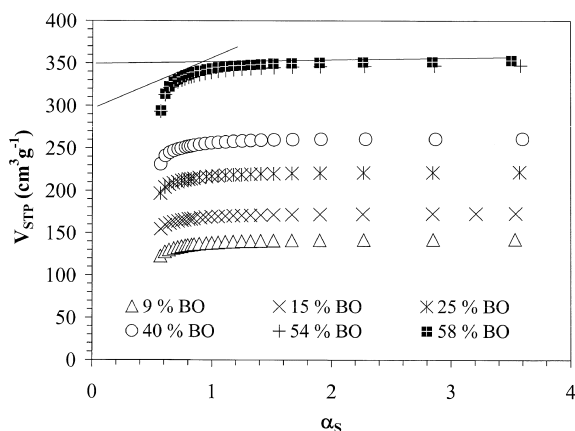 400
350
300
250
200
150
100
50
0
V_STP (cm³g⁻¹)
△ 9 % BO × 15 % BO ✳ 25 % BO
○ 40 % BO + 54 % BO ■ 58 % BO
0 1 2 3 4
α_S